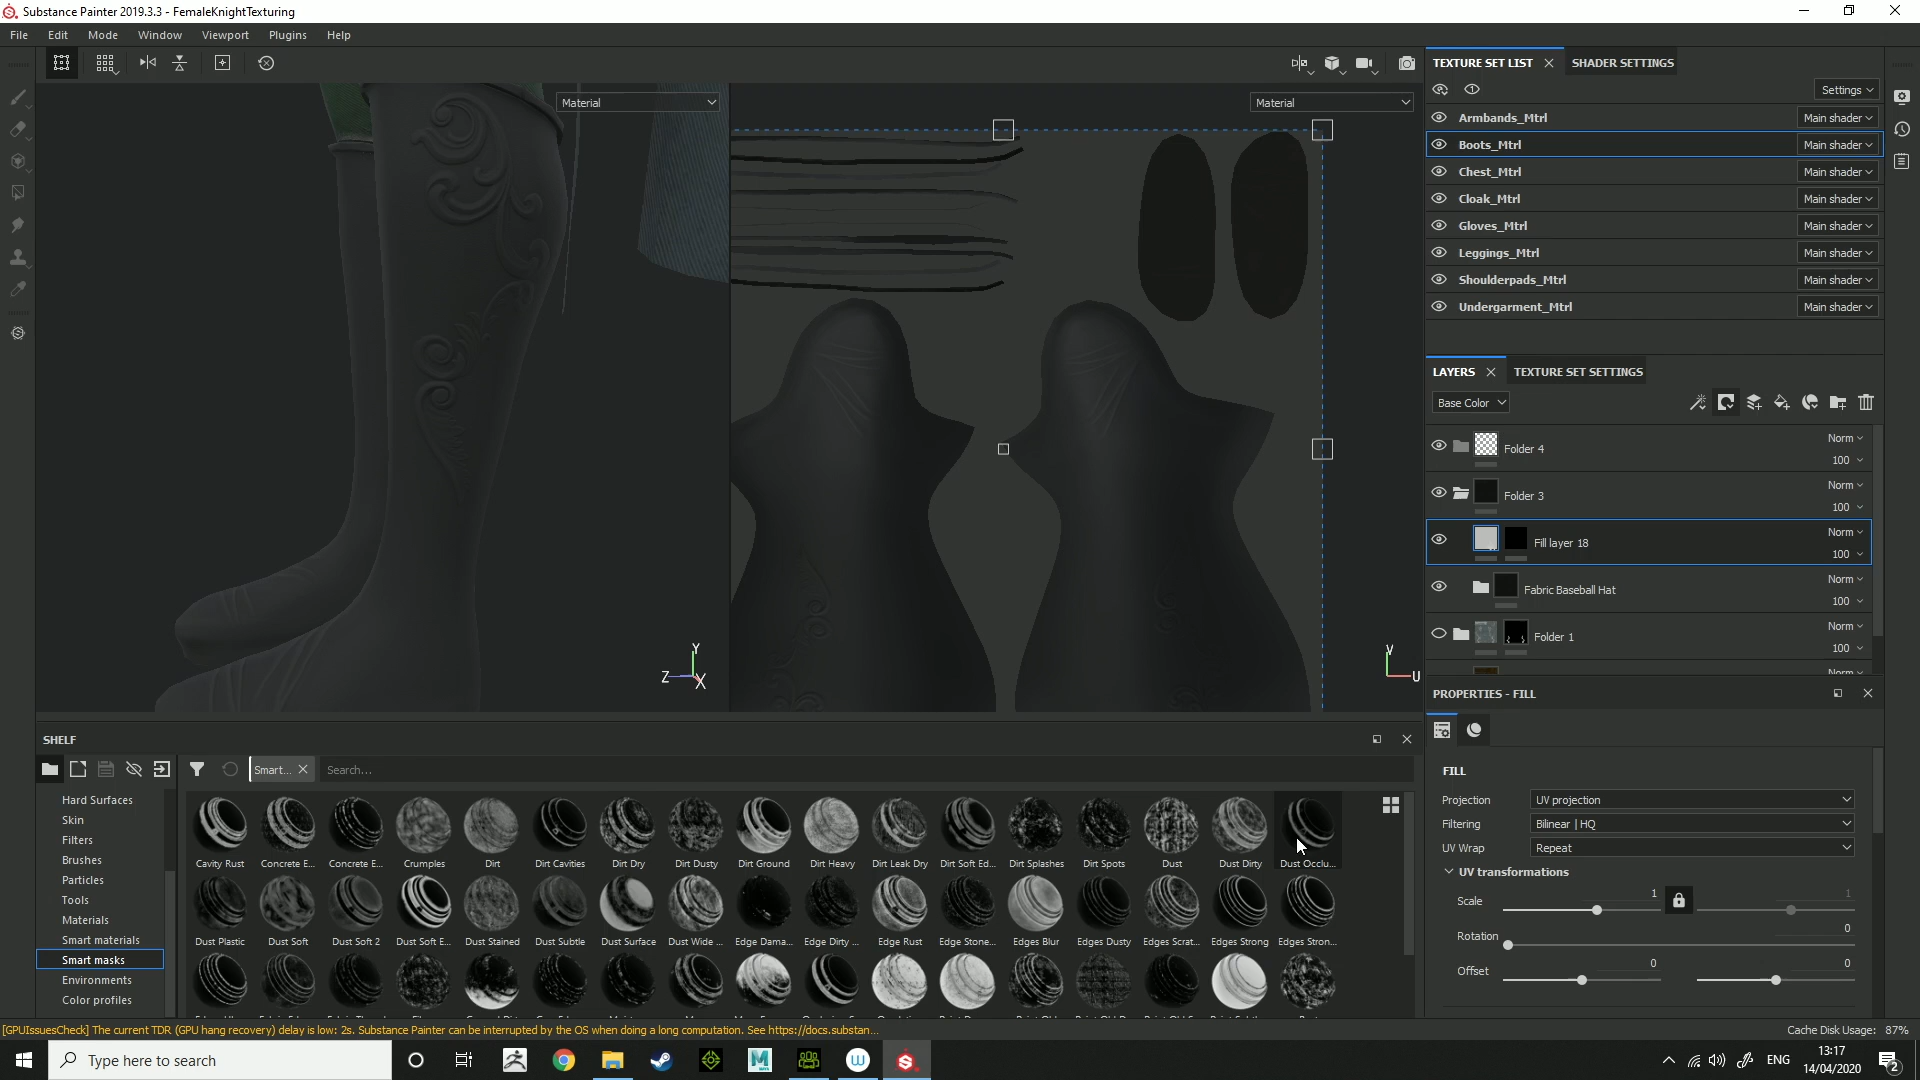 Substance Painter 2019.3.3 - FemaleKnightTexturing
File Edit Mode Window Viewport Plugins Help
Material
Material
Z
Y
X
V
U
TEXTURE SET LIST
SHADER SETTINGS
Settings
Armbands_Mtrl Main shader
Boots_Mtrl Main shader
Chest_Mtrl Main shader
Cloak_Mtrl Main shader
Gloves_Mtrl Main shader
Leggings_Mtrl Main shader
Shoulderpads_Mtrl Main shader
Undergarment_Mtrl Main shader
LAYERS
TEXTURE SET SETTINGS
Base Color
Folder 4 Norm
100
Folder 3 Norm
100
Fill layer 18 Norm
100
Fabric Baseball Hat Norm
100
Folder 1 Norm
100
PROPERTIES - FILL
FILL
Projection UV projection
Filtering Bilinear | HQ
UV Wrap Repeat
UV transformations
Scale 1 1
Rotation 0
Offset 0 0
SHELF
Smart...
Search...
Hard Surfaces
Skin
Filters
Brushes
Particles
Tools
Materials
Smart materials
Smart masks
Environments
Color profiles
Cavity Rust Concrete E... Concrete E... Crumples Dirt Dirt Cavities Dirt Dry Dirt Dusty Dirt Ground Dirt Heavy Dirt Leak Dry Dirt Soft Ed... Dirt Splashes Dirt Spots Dust Dust Dirty Dust Occlu...
Dust Plastic Dust Soft Dust Soft 2 Dust Soft E... Dust Stained Dust Subtle Dust Surface Dust Wide ... Edge Dama... Edge Dirty ... Edge Rust Edge Stone... Edges Blur Edges Dusty Edges Scrat... Edges Strong Edges Stron...
[GPUIssuesCheck] The current TDR (GPU hang recovery) delay is low: 2s. Substance Painter can be interrupted by the OS when doing a long computation. See https://docs.substan...
Cache Disk Usage: 87%
Type here to search
ENG
13:17
14/04/2020
2